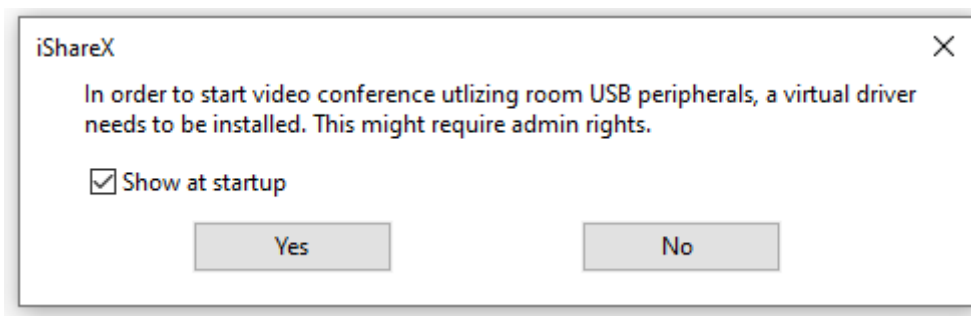 iShareX
In order to start video conference utlizing room USB peripherals, a virtual driver
needs to be installed. This might require admin rights.
Show at startup
Yes
No